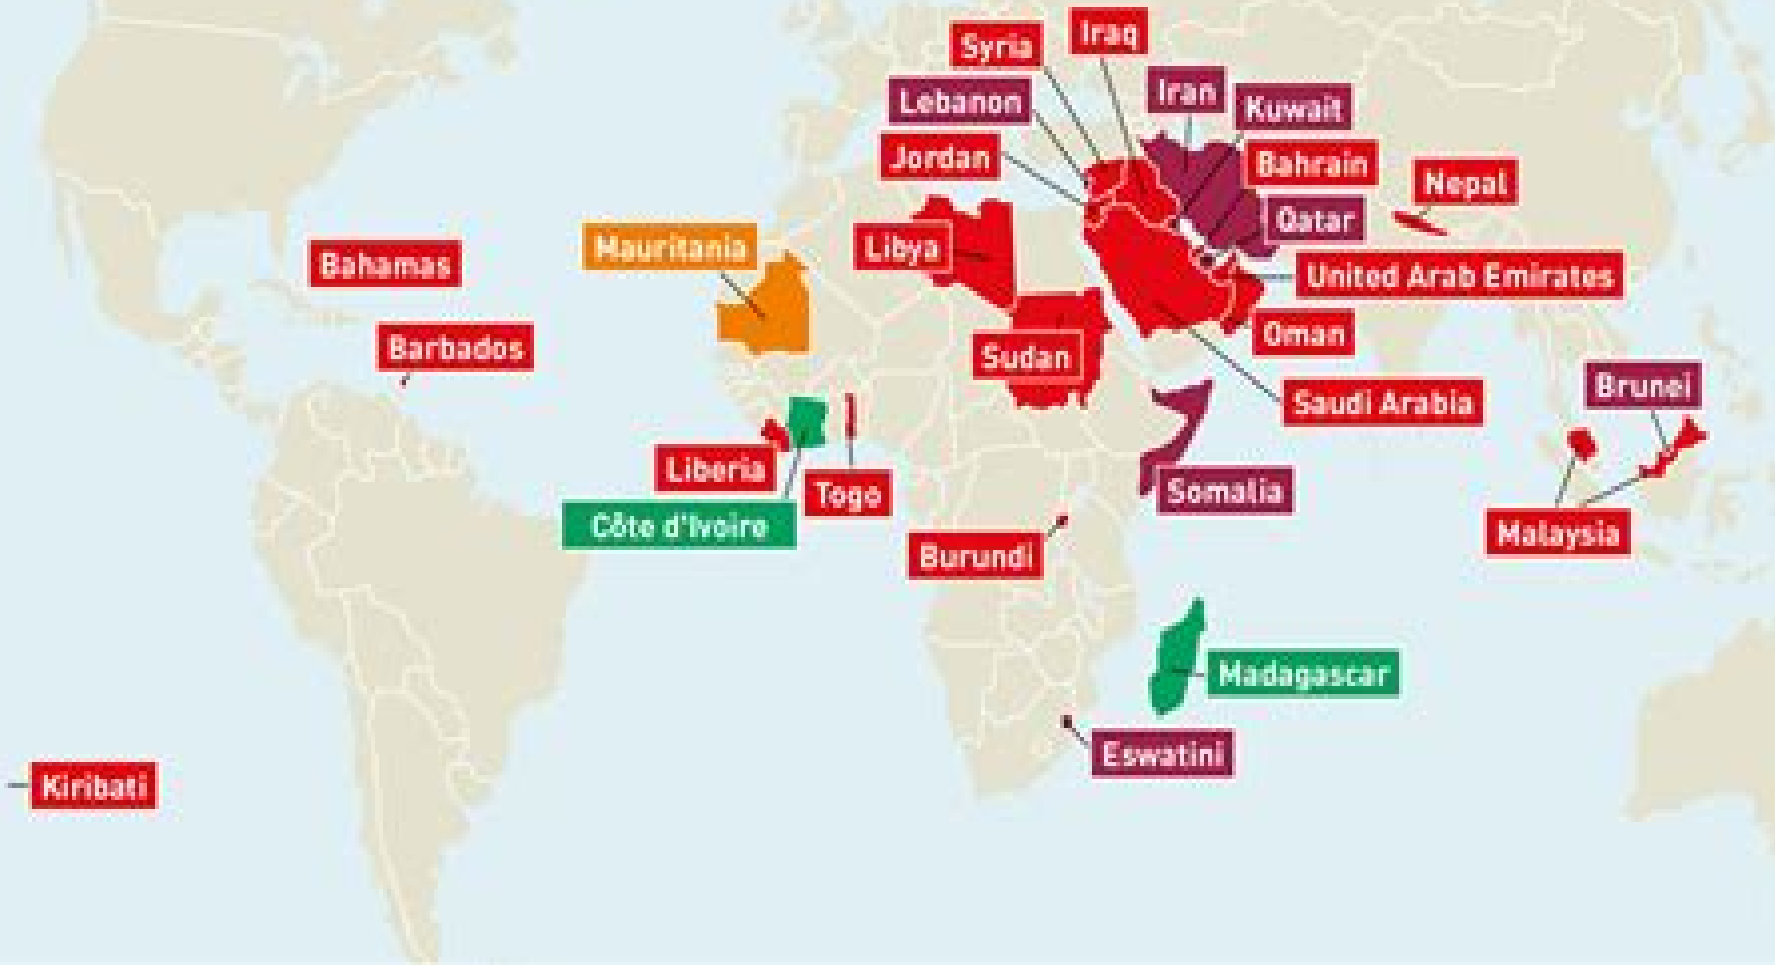 Syria
Iraq
Lebanon
Iran
Kuwait
Jordan
Bahrain
Nepal
Qatar
Mauritania
Libya
Bahamas
United Arab Emirates
Oman
Barbados
Sudan
Brunei
Saudi Arabia
Liberia
Togo
Somalia
Côte d'Ivoire
Malaysia
Burundi
Madagascar
Eswatini
Kiribati